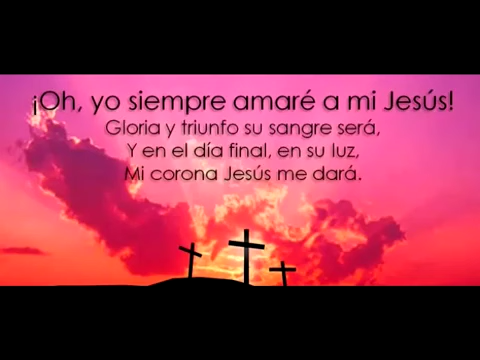 ¡Oh, yo siempre amaré a mi Jesús!
Gloria y triunfo su sangre será,
Y en el día final, en su luz,
Mi corona Jesús me dará.